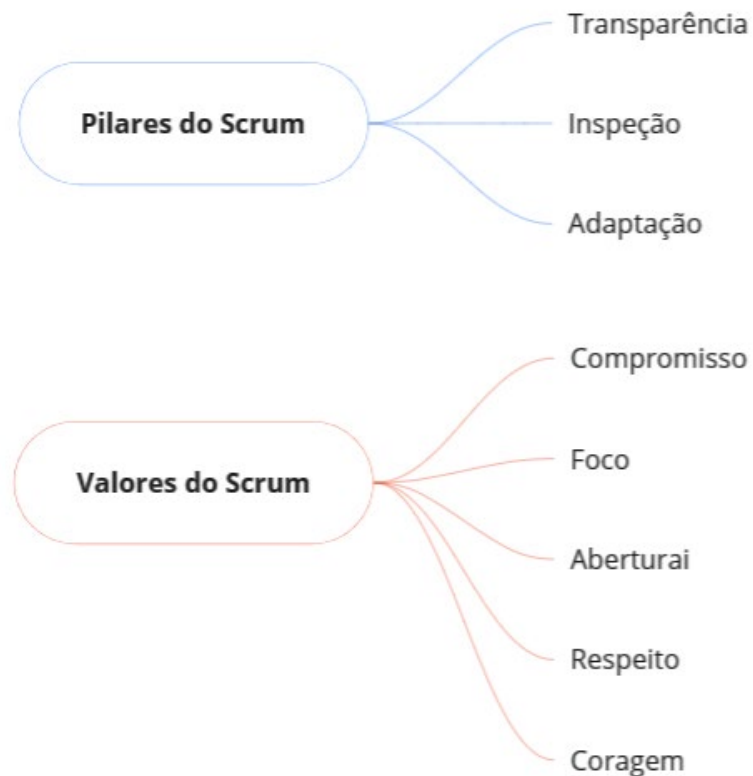 Pilares do Scrum
Transparência
Inspeção
Adaptação
Valores do Scrum
Compromisso
Foco
Aberturai
Respeito
Coragem